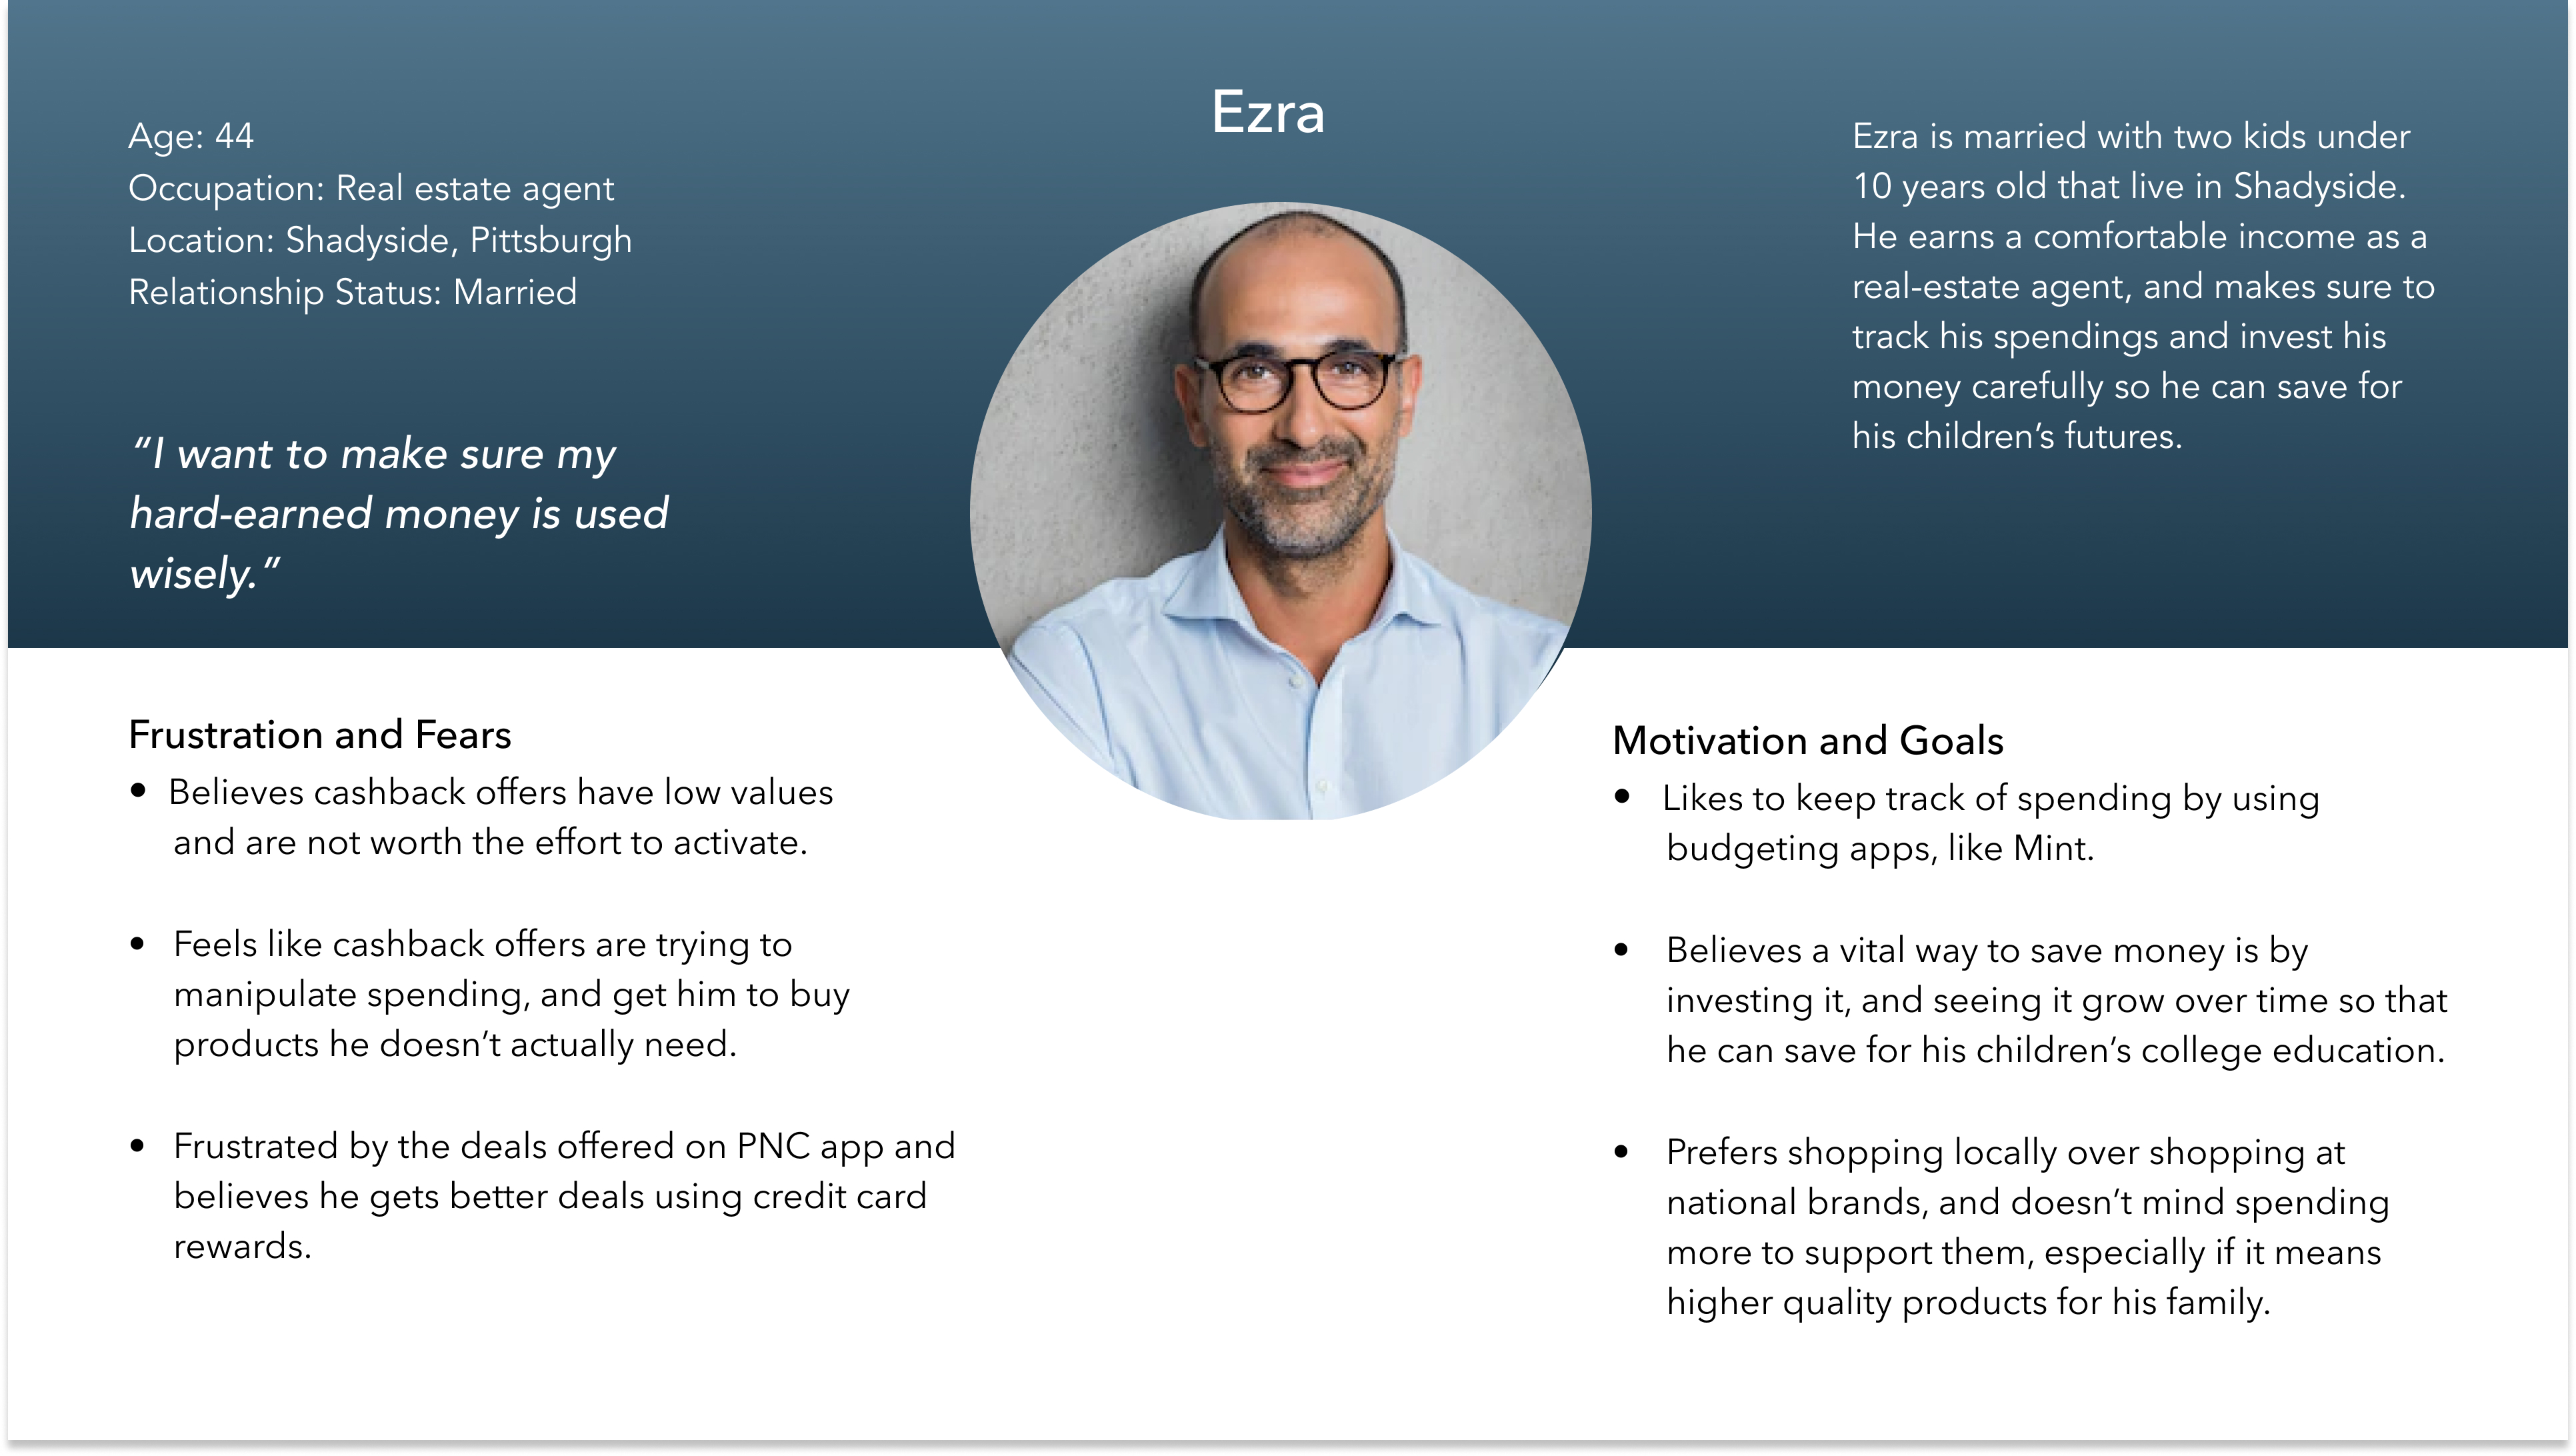 Ezra
Age: 44
Occupation: Real estate agent
Location: Shadyside, Pittsburgh
Relationship Status: Married
“I want to make sure my
hard-earned money is used
wisely.”
Ezra is married with two kids under
10 years old that live in Shadyside.
He earns a comfortable income as a
real-estate agent, and makes sure to
track his spendings and invest his
money carefully so he can save for
his children’s futures.
Frustration and Fears
• Believes cashback offers have low values
and are not worth the effort to activate.
• Feels like cashback offers are trying to
manipulate spending, and get him to buy
products he doesn’t actually need.
• Frustrated by the deals offered on PNC app and
believes he gets better deals using credit card
rewards.
Motivation and Goals
• Likes to keep track of spending by using
budgeting apps, like Mint.
• Believes a vital way to save money is by
investing it, and seeing it grow over time so that
he can save for his children’s college education.
• Prefers shopping locally over shopping at
national brands, and doesn’t mind spending
more to support them, especially if it means
higher quality products for his family.